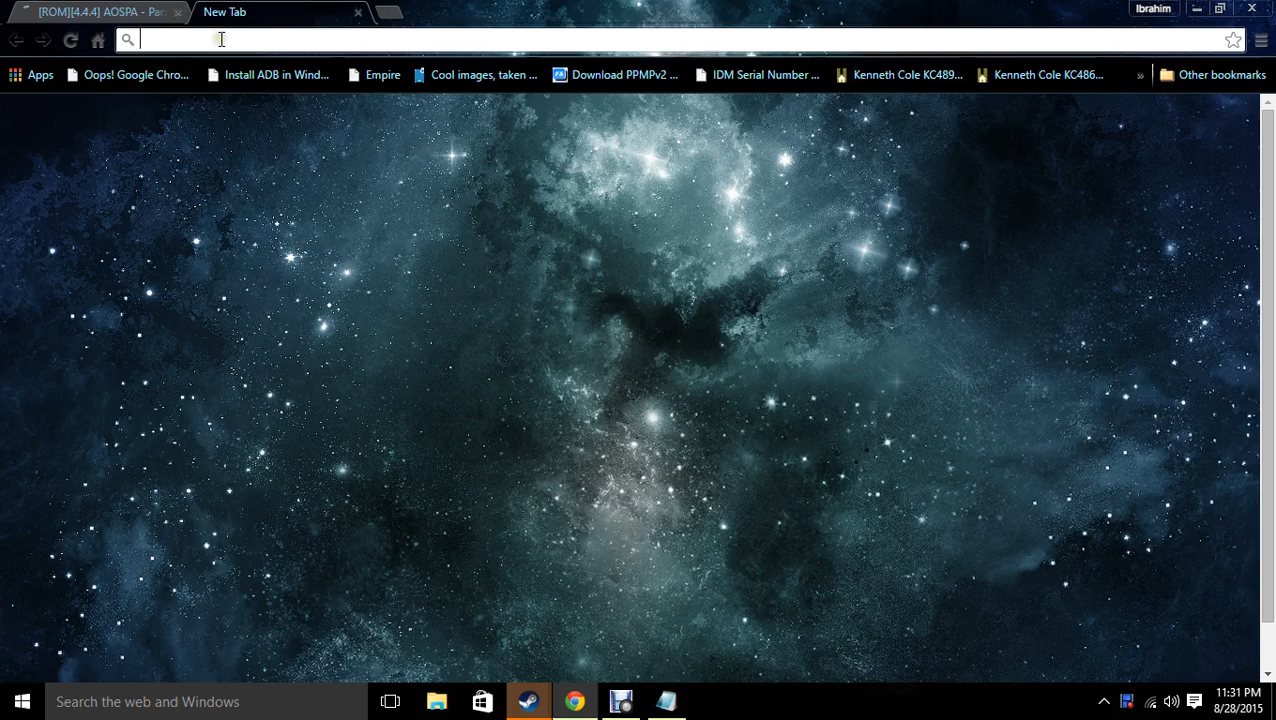 [ROM][4.4.4] AOSPA - Par
New Tab
Ibrahim
Apps
Oops! Google Chro...
Install ADB in Wind...
Empire
Cool images, taken ...
Download PPMPv2 ...
IDM Serial Number ...
Kenneth Cole KC489...
Kenneth Cole KC486...
»
Other bookmarks
Search the web and Windows
11:31 PM
8/28/2015